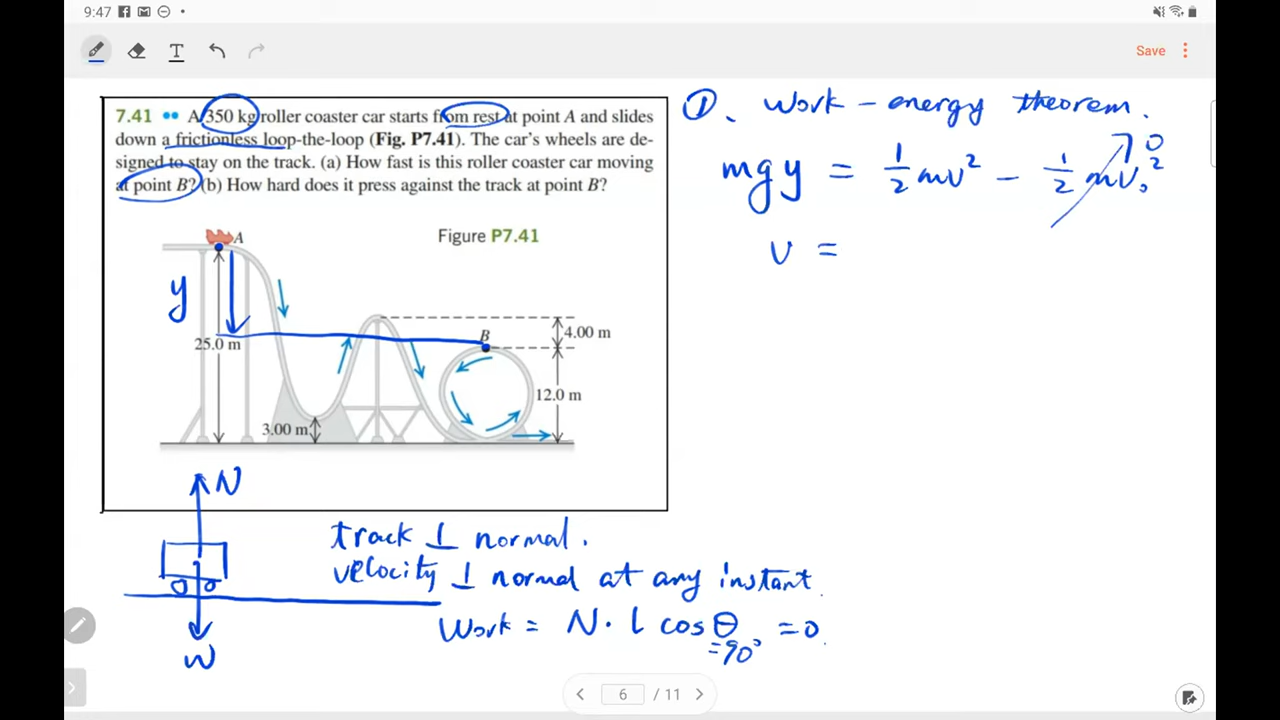 9:47
Save
7.41 •• A 350 kg roller coaster car starts from rest at point A and slides
down a frictionless loop-the-loop (Fig. P7.41). The car's wheels are de-
signed to stay on the track. (a) How fast is this roller coaster car moving
at point B? (b) How hard does it press against the track at point B?
Figure P7.41
A
y
25.0 m
3.00 m
B
4.00 m
12.0 m
N
W
track ⊥ normal.
velocity ⊥ normal at any instant.
Work = N · l cos θ = 0.
= 90°
①. Work - energy theorem.
mgy = 1/2 mv² - 1/2 mv₀² 0
v =
6 / 11